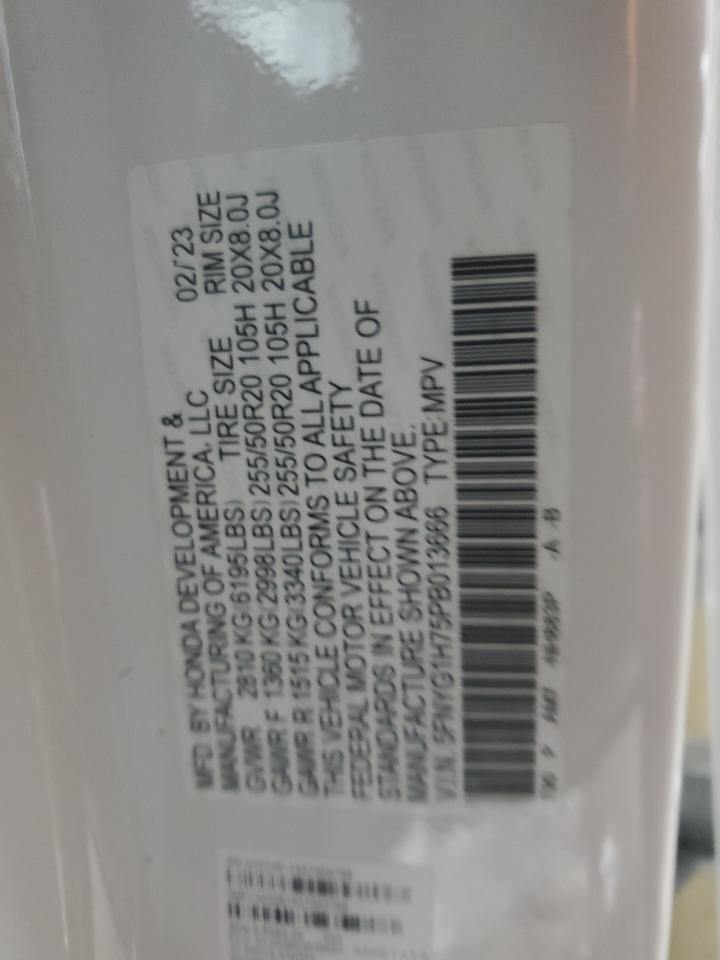 MFD. BY HONDA DEVELOPMENT &
MANUFACTURING OF AMERICA, LLC 02/23
GVWR 2810 KG(6195LBS) TIRE SIZE RIM SIZE
GAWR F 1360 KG(2998LBS) 255/50R20 105H 20X8.0J
GAWR R 1515 KG(3340LBS) 255/50R20 105H 20X8.0J
THIS VEHICLE CONFORMS TO ALL APPLICABLE
FEDERAL MOTOR VEHICLE SAFETY
STANDARDS IN EFFECT ON THE DATE OF
MANUFACTURE SHOWN ABOVE.
V.I.N. 5FNYG1H75PB013666 TYPE:MPV
P AMT -A -B